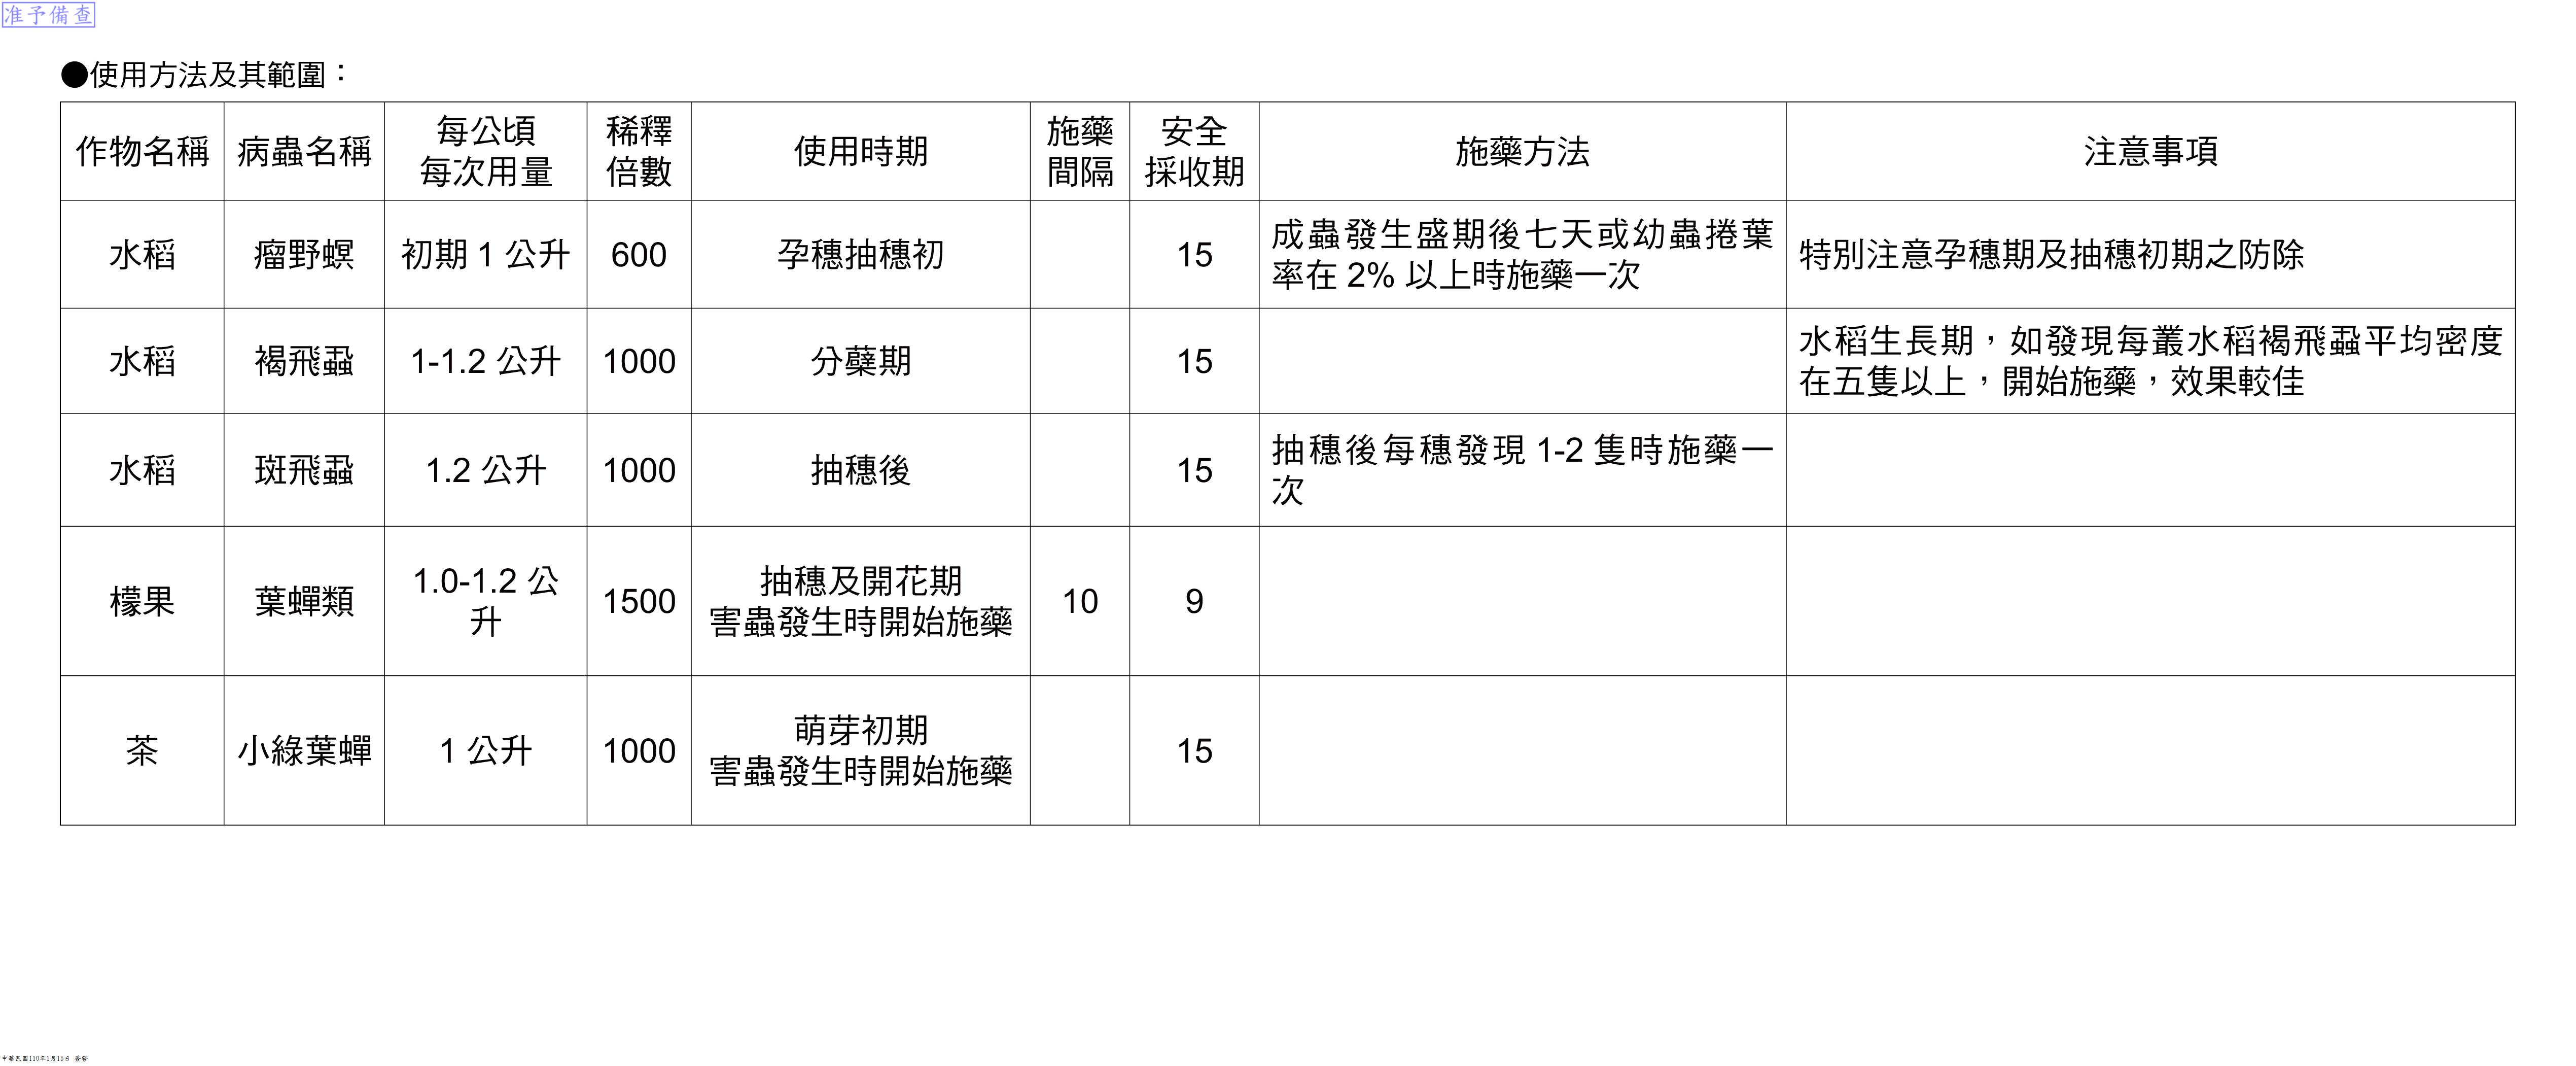 准予備查
●使用方法及其範圍：
作物名稱 病蟲名稱 每公頃 每次用量 稀釋 倍數 使用時期 施藥 間隔 安全 採收期 施藥方法 注意事項
水稻 瘤野螟 初期 1 公升 600 孕穗抽穗初 15 成蟲發生盛期後七天或幼蟲捲葉 率在 2% 以上時施藥一次 特別注意孕穗期及抽穗初期之防除
水稻 褐飛蝨 1-1.2 公升 1000 分蘗期 15 水稻生長期，如發現每叢水稻褐飛蝨平均密度 在五隻以上，開始施藥，效果較佳
水稻 斑飛蝨 1.2 公升 1000 抽穗後 15 抽穗後每穗發現 1-2 隻時施藥一 次
檬果 葉蟬類 1.0-1.2 公 升 1500 抽穗及開花期 害蟲發生時開始施藥 10 9
茶 小綠葉蟬 1 公升 1000 萌芽初期 害蟲發生時開始施藥 15
中華民國110年1月15日 簽發